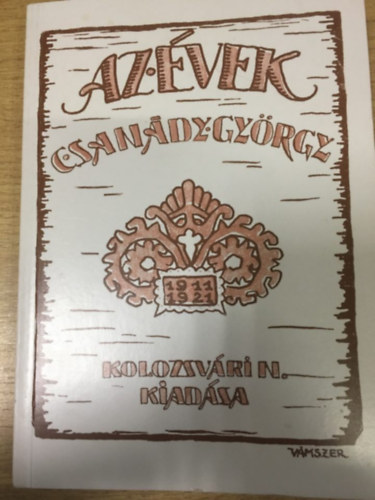 AZ·ÉVEK
CSANÁDY·GYÖRGY
1911
1921
KOLOZSVÁRI N.
KIADÁSA
VÁMSZER